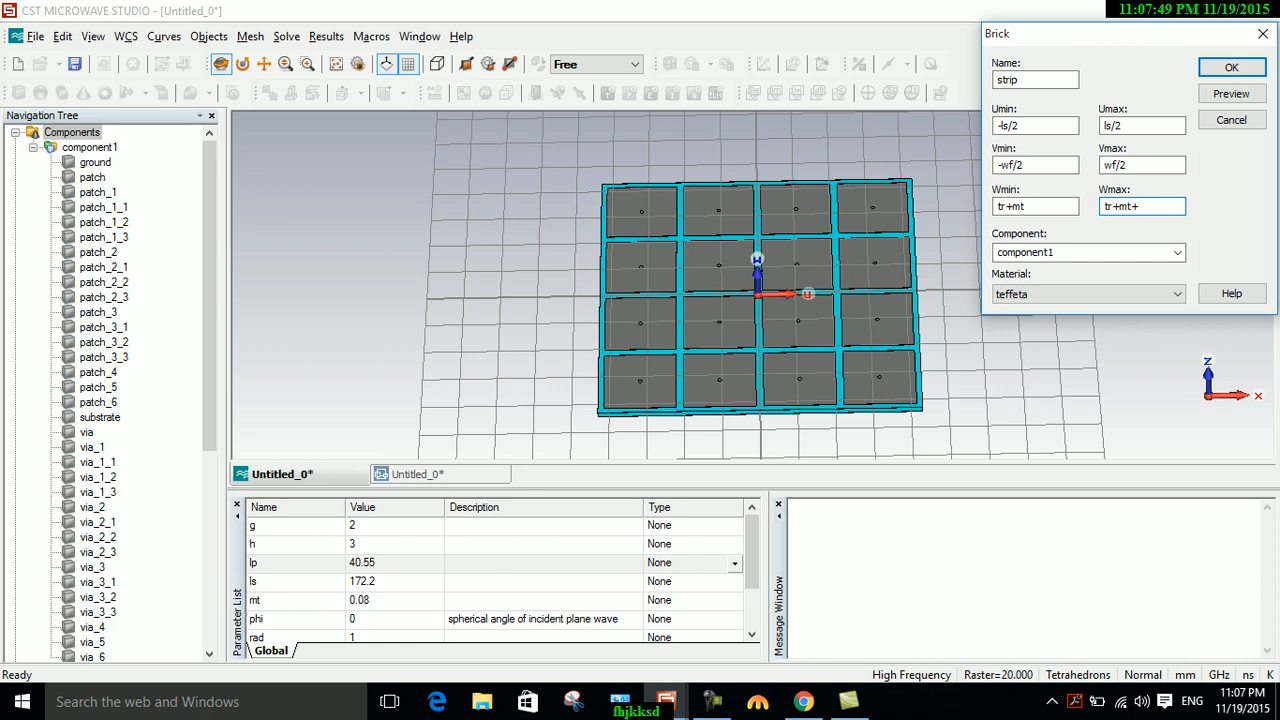 CST MICROWAVE STUDIO - [Untitled_0*]
11:07:49 PM 11/19/2015
File Edit View WCS Curves Objects Mesh Solve Results Macros Window Help
Free
Navigation Tree
Components
component1
ground
patch
patch_1
patch_1_1
patch_1_2
patch_1_3
patch_2
patch_2_1
patch_2_2
patch_2_3
patch_3
patch_3_1
patch_3_2
patch_3_3
patch_4
patch_5
patch_6
substrate
via
via_1
via_1_1
via_1_2
via_1_3
via_2
via_2_1
via_2_2
via_2_3
via_3
via_3_1
via_3_2
via_3_3
via_4
via_5
via_6
W
U
Z
X
Brick
Name:
strip
OK
Preview
Cancel
Umin: Umax:
-ls/2 ls/2
Vmin: Vmax:
-wf/2 wf/2
Wmin: Wmax:
tr+mt tr+mt+
Component:
component1
Material:
teffeta
Help
Untitled_0* Untitled_0*
Name Value Description Type
g 2 None
h 3 None
lp 40.55 None
ls 172.2 None
mt 0.08 None
phi 0 spherical angle of incident plane wave None
rad 1 None
Global
Parameter List
Message Window
Ready
High Frequency Raster=20.000 Tetrahedrons Normal mm GHz ns K
Search the web and Windows
fhjkksd
ENG
11:07 PM
11/19/2015